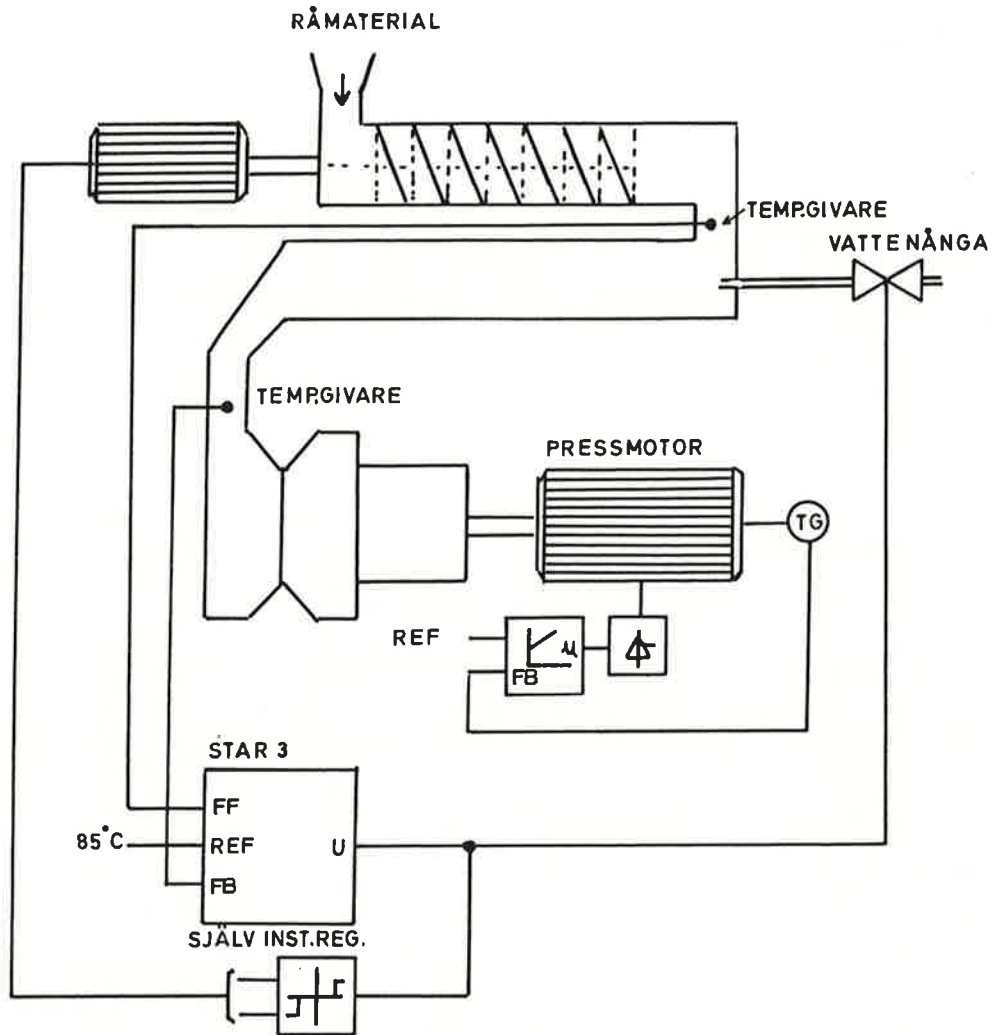 RÅMATERIAL
TEMP.GIVARE
VATTENÅNGA
TEMP.GIVARE
PRESSMOTOR
TG
REF
μ
FB
STAR 3
FF
85°C
REF
U
FB
SJÄLV INST.REG.